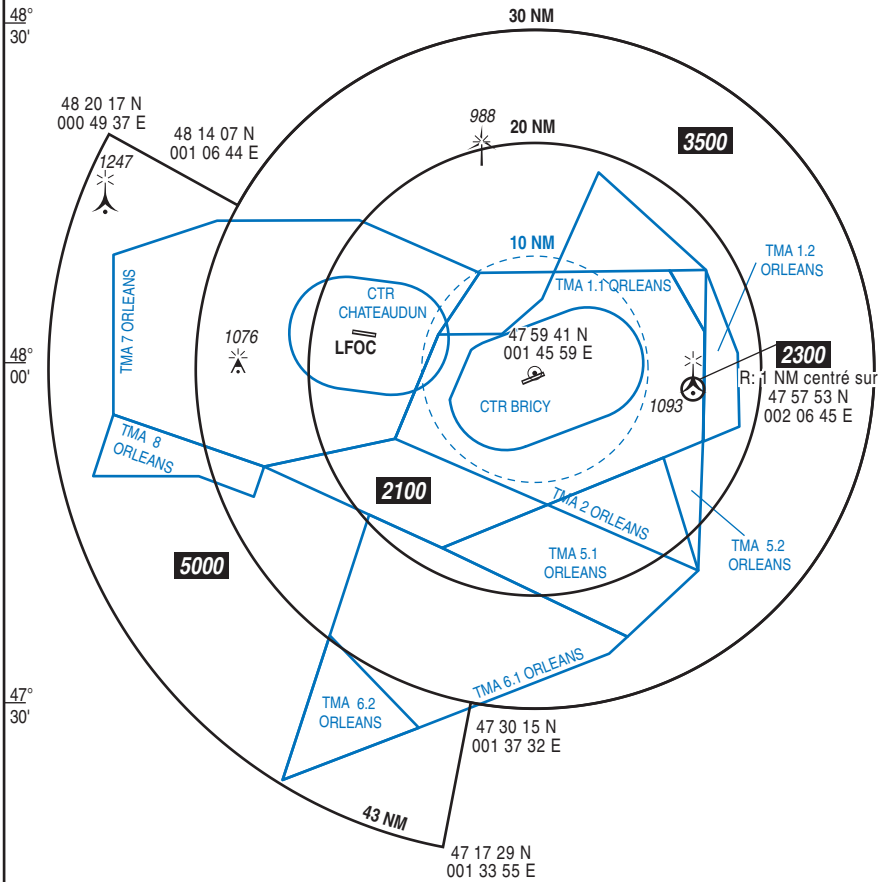 48°
30'
30 NM
48 20 17 N
000 49 37 E
48 14 07 N
001 06 44 E
988
20 NM
3500
1247
10 NM
TMA 1.2
ORLEANS
TMA 1.1 ORLEANS
CTR
CHATEAUDUN
TMA 7 ORLEANS
1076
LFOC
47 59 41 N
001 45 59 E
48°
00'
2300
R: 1 NM centré sur
47 57 53 N
002 06 45 E
1093
CTR BRICY
TMA 8
ORLEANS
2100
TMA 2 ORLEANS
TMA 5.1
ORLEANS
TMA 5.2
ORLEANS
5000
TMA 6.1 ORLEANS
TMA 6.2
ORLEANS
47°
30'
47 30 15 N
001 37 32 E
43 NM
47 17 29 N
001 33 55 E